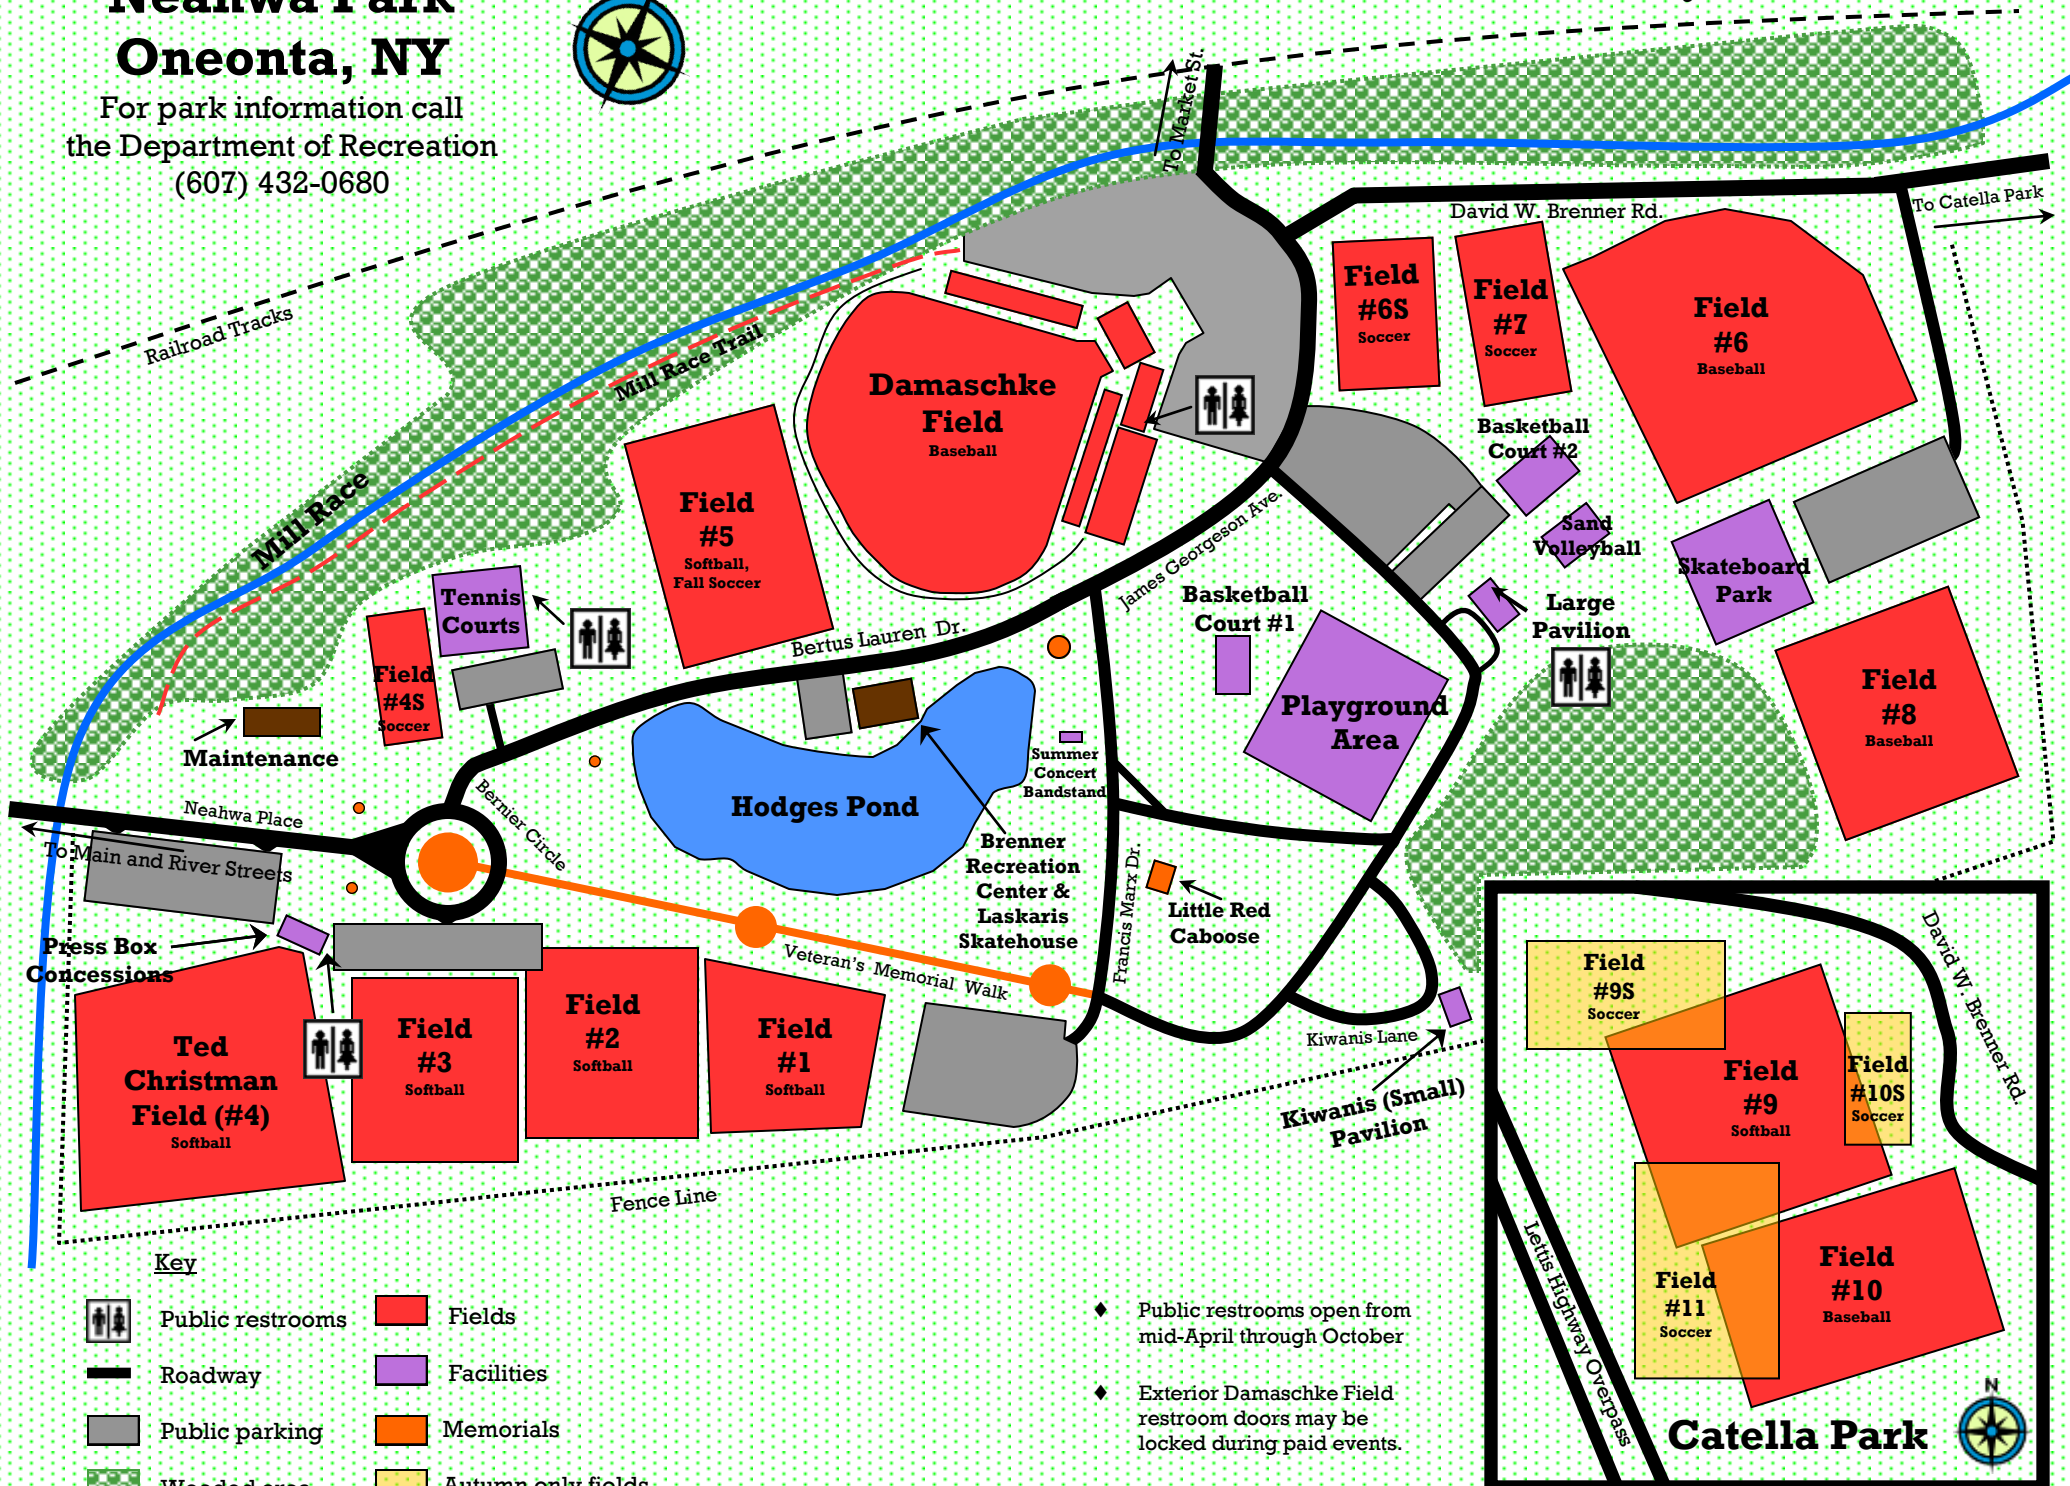 Neahwa Park
Oneonta, NY
For park information call
the Department of Recreation
(607) 432-0680
Railroad Tracks
To Market St.
David W. Brenner Rd.
To Catella Park
Mill Race Trail
Mill Race
Damaschke
Field
Baseball
Field
#6S
Soccer
Field
#7
Soccer
Field
#6
Baseball
Basketball
Court #2
Sand
Volleyball
Skateboard
Park
Large
Pavilion
Field
#5
Softball,
Fall Soccer
James Georgeson Ave.
Basketball
Court #1
Tennis
Courts
Bertus Lauren Dr.
Field
#4S
Soccer
Playground
Area
Field
#8
Baseball
Maintenance
Summer
Concert
Bandstand
Hodges Pond
Bernier Circle
Neahwa Place
To Main and River Streets
Brenner
Recreation
Center &
Laskaris
Skatehouse
Francis Marx Dr.
Little Red
Caboose
Press Box
Concessions
Veteran's Memorial Walk
Ted
Christman
Field (#4)
Softball
Field
#3
Softball
Field
#2
Softball
Field
#1
Softball
Kiwanis Lane
Kiwanis (Small)
Pavilion
Fence Line
Field
#9S
Soccer
David W. Brenner Rd
Field
#9
Softball
Field
#10S
Soccer
Field
#11
Soccer
Field
#10
Baseball
Lettis Highway Overpass
N
Catella Park
Key
Public restrooms
Fields
Roadway
Facilities
Public parking
Memorials
Wooded area
Autumn only fields
♦ Public restrooms open from
mid-April through October
♦ Exterior Damaschke Field
restroom doors may be
locked during paid events.